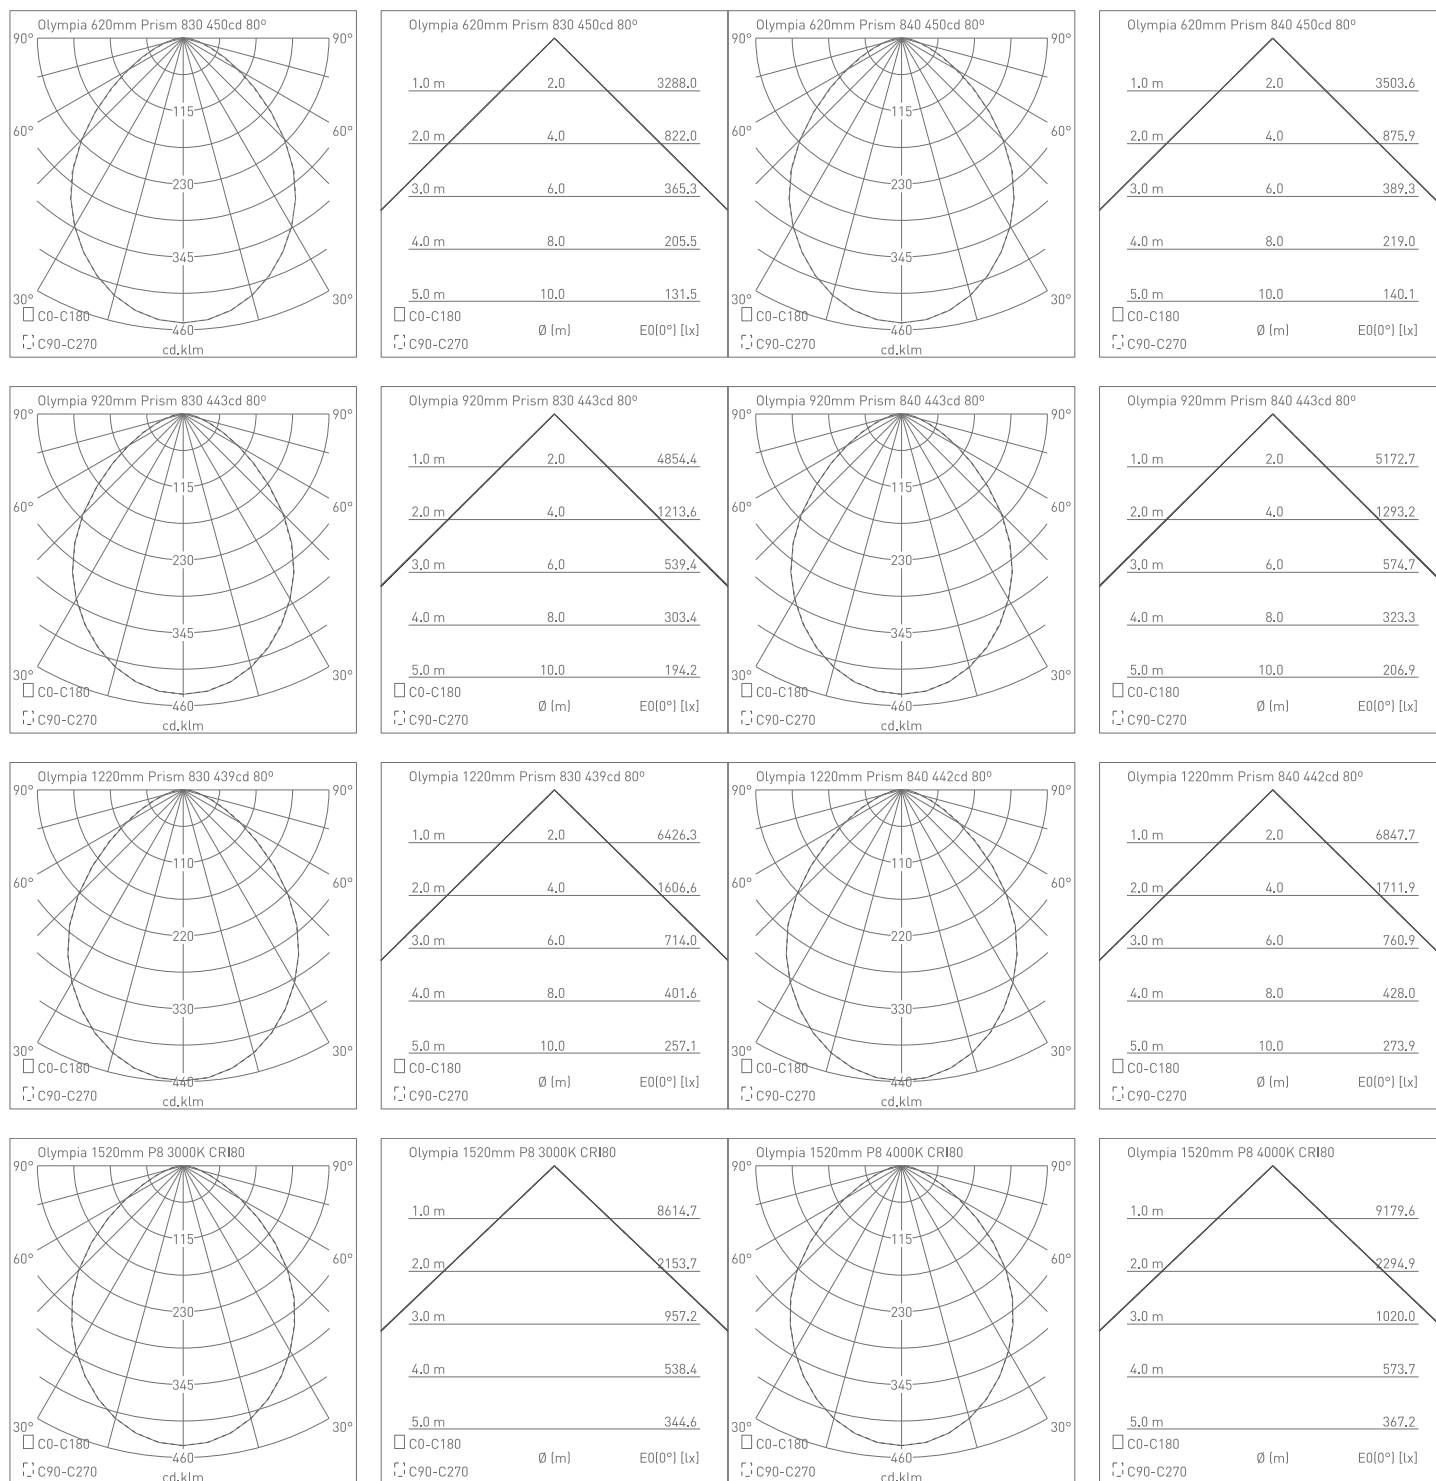 Olympia 620mm Prism 830 450cd 80º
90° 90°
115
60° 60°
230
345
30° 30°
C0-C180
460
C90-C270
cd.klm
Olympia 620mm Prism 830 450cd 80º
1.0 m 2.0 3288.0
2.0 m 4.0 822.0
3.0 m 6.0 365.3
4.0 m 8.0 205.5
5.0 m 10.0 131.5
C0-C180
Ø (m) E0(0°) [lx]
C90-C270
Olympia 620mm Prism 840 450cd 80º
90° 90°
115
60° 60°
230
345
30° 30°
C0-C180
460
C90-C270
cd.klm
Olympia 620mm Prism 840 450cd 80º
1.0 m 2.0 3503.6
2.0 m 4.0 875.9
3.0 m 6.0 389.3
4.0 m 8.0 219.0
5.0 m 10.0 140.1
C0-C180
Ø (m) E0(0°) [lx]
C90-C270
Olympia 920mm Prism 830 443cd 80º
90° 90°
115
60° 60°
230
345
30° 30°
C0-C180
460
C90-C270
cd.klm
Olympia 920mm Prism 830 443cd 80º
1.0 m 2.0 4854.4
2.0 m 4.0 1213.6
3.0 m 6.0 539.4
4.0 m 8.0 303.4
5.0 m 10.0 194.2
C0-C180
Ø (m) E0(0°) [lx]
C90-C270
Olympia 920mm Prism 840 443cd 80º
90° 90°
115
60° 60°
230
345
30° 30°
C0-C180
460
C90-C270
cd.klm
Olympia 920mm Prism 840 443cd 80º
1.0 m 2.0 5172.7
2.0 m 4.0 1293.2
3.0 m 6.0 574.7
4.0 m 8.0 323.3
5.0 m 10.0 206.9
C0-C180
Ø (m) E0(0°) [lx]
C90-C270
Olympia 1220mm Prism 830 439cd 80º
90° 90°
110
60° 60°
220
330
30° 30°
C0-C180
440
C90-C270
cd.klm
Olympia 1220mm Prism 830 439cd 80º
1.0 m 2.0 6426.3
2.0 m 4.0 1606.6
3.0 m 6.0 714.0
4.0 m 8.0 401.6
5.0 m 10.0 257.1
C0-C180
Ø (m) E0(0°) [lx]
C90-C270
Olympia 1220mm Prism 840 442cd 80º
90° 90°
110
60° 60°
220
330
30° 30°
C0-C180
440
C90-C270
cd.klm
Olympia 1220mm Prism 840 442cd 80º
1.0 m 2.0 6847.7
2.0 m 4.0 1711.9
3.0 m 6.0 760.9
4.0 m 8.0 428.0
5.0 m 10.0 273.9
C0-C180
Ø (m) E0(0°) [lx]
C90-C270
Olympia 1520mm P8 3000K CRI80
90° 90°
115
60° 60°
230
345
30° 30°
C0-C180
460
C90-C270
cd.klm
Olympia 1520mm P8 3000K CRI80
1.0 m 8614.7
2.0 m 2153.7
3.0 m 957.2
4.0 m 538.4
5.0 m 344.6
C0-C180
Ø (m) E0(0°) [lx]
C90-C270
Olympia 1520mm P8 4000K CRI80
90° 90°
115
60° 60°
230
345
30° 30°
C0-C180
460
C90-C270
cd.klm
Olympia 1520mm P8 4000K CRI80
1.0 m 9179.6
2.0 m 2294.9
3.0 m 1020.0
4.0 m 573.7
5.0 m 367.2
C0-C180
Ø (m) E0(0°) [lx]
C90-C270